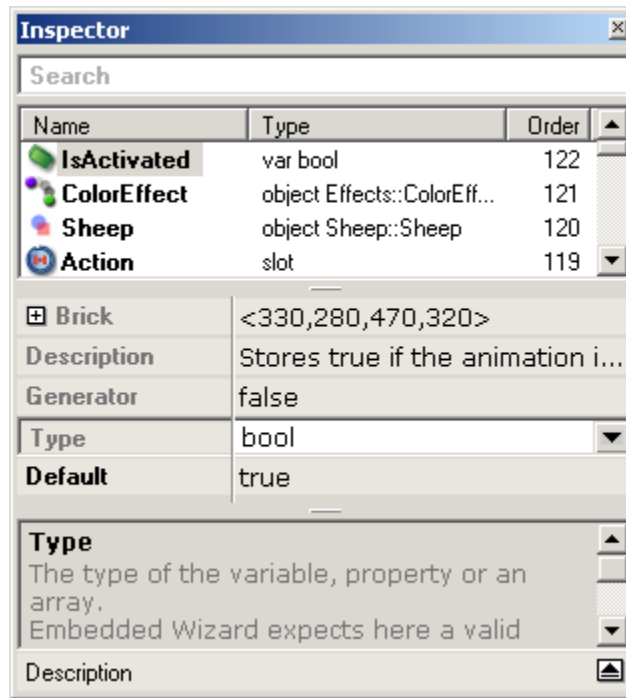 Inspector
Search
Name Type Order
IsActivated var bool 122
ColorEffect object Effects::ColorEff... 121
Sheep object Sheep::Sheep 120
Action slot 119
Brick <330,280,470,320>
Description Stores true if the animation i...
Generator false
Type bool
Default true
Type
The type of the variable, property or an
array.
Embedded Wizard expects here a valid
Description